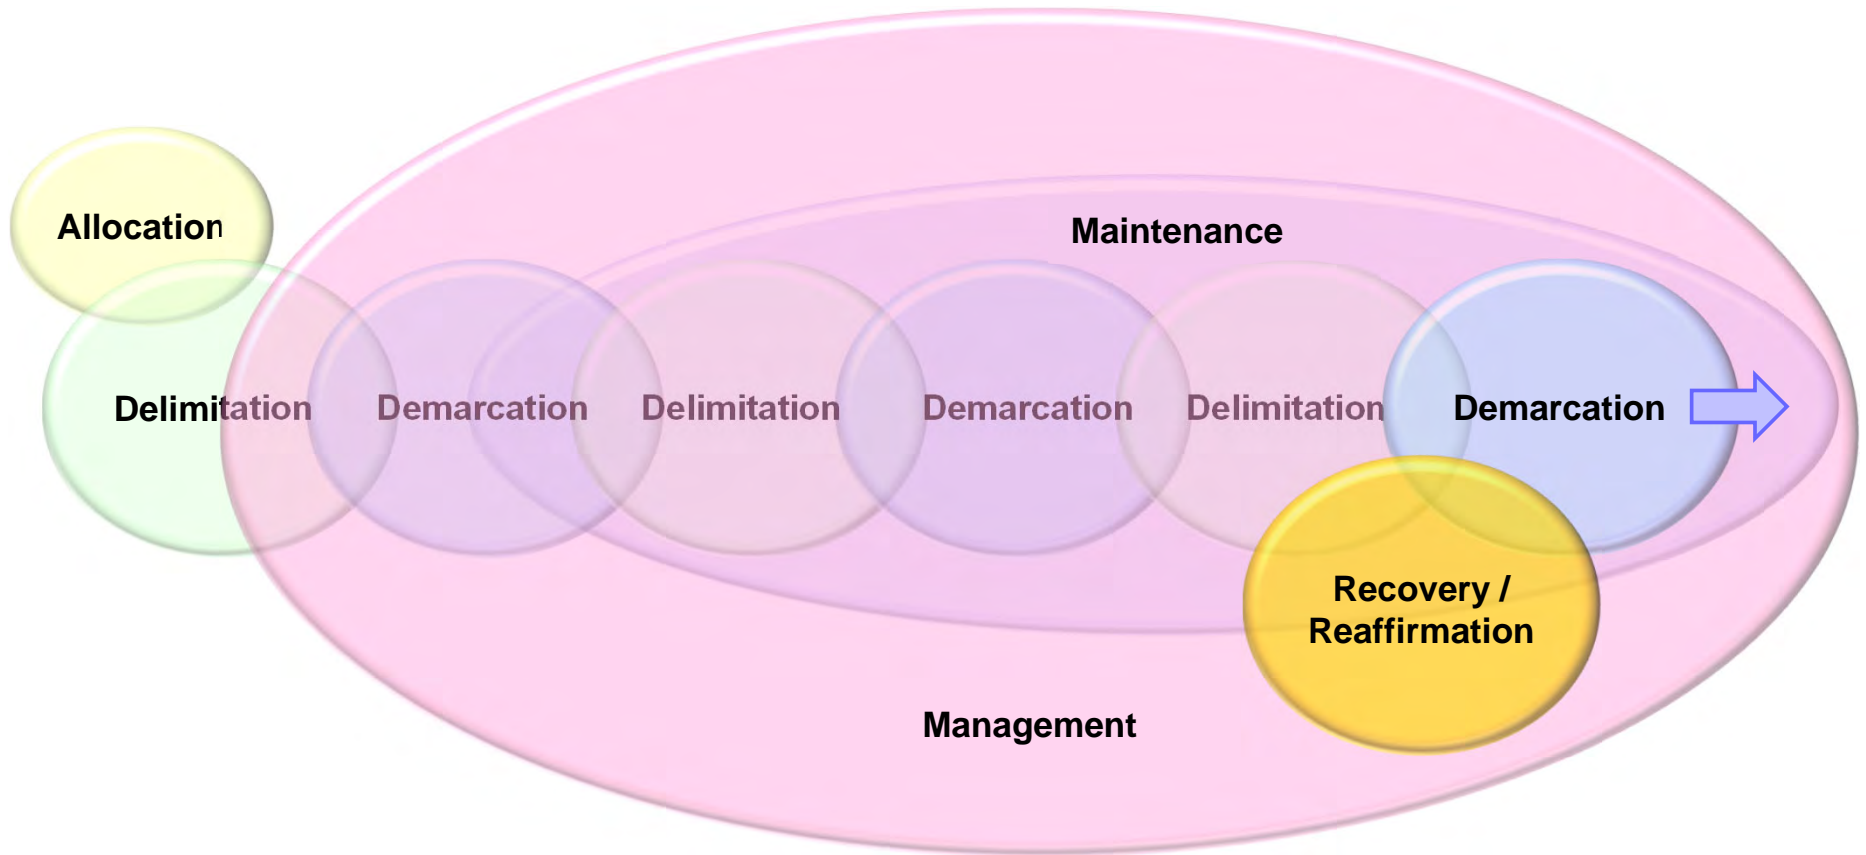 Allocation
Maintenance
Delimitation
Demarcation
Delimitation
Demarcation
Delimitation
Demarcation
Recovery /
Reaffirmation
Management